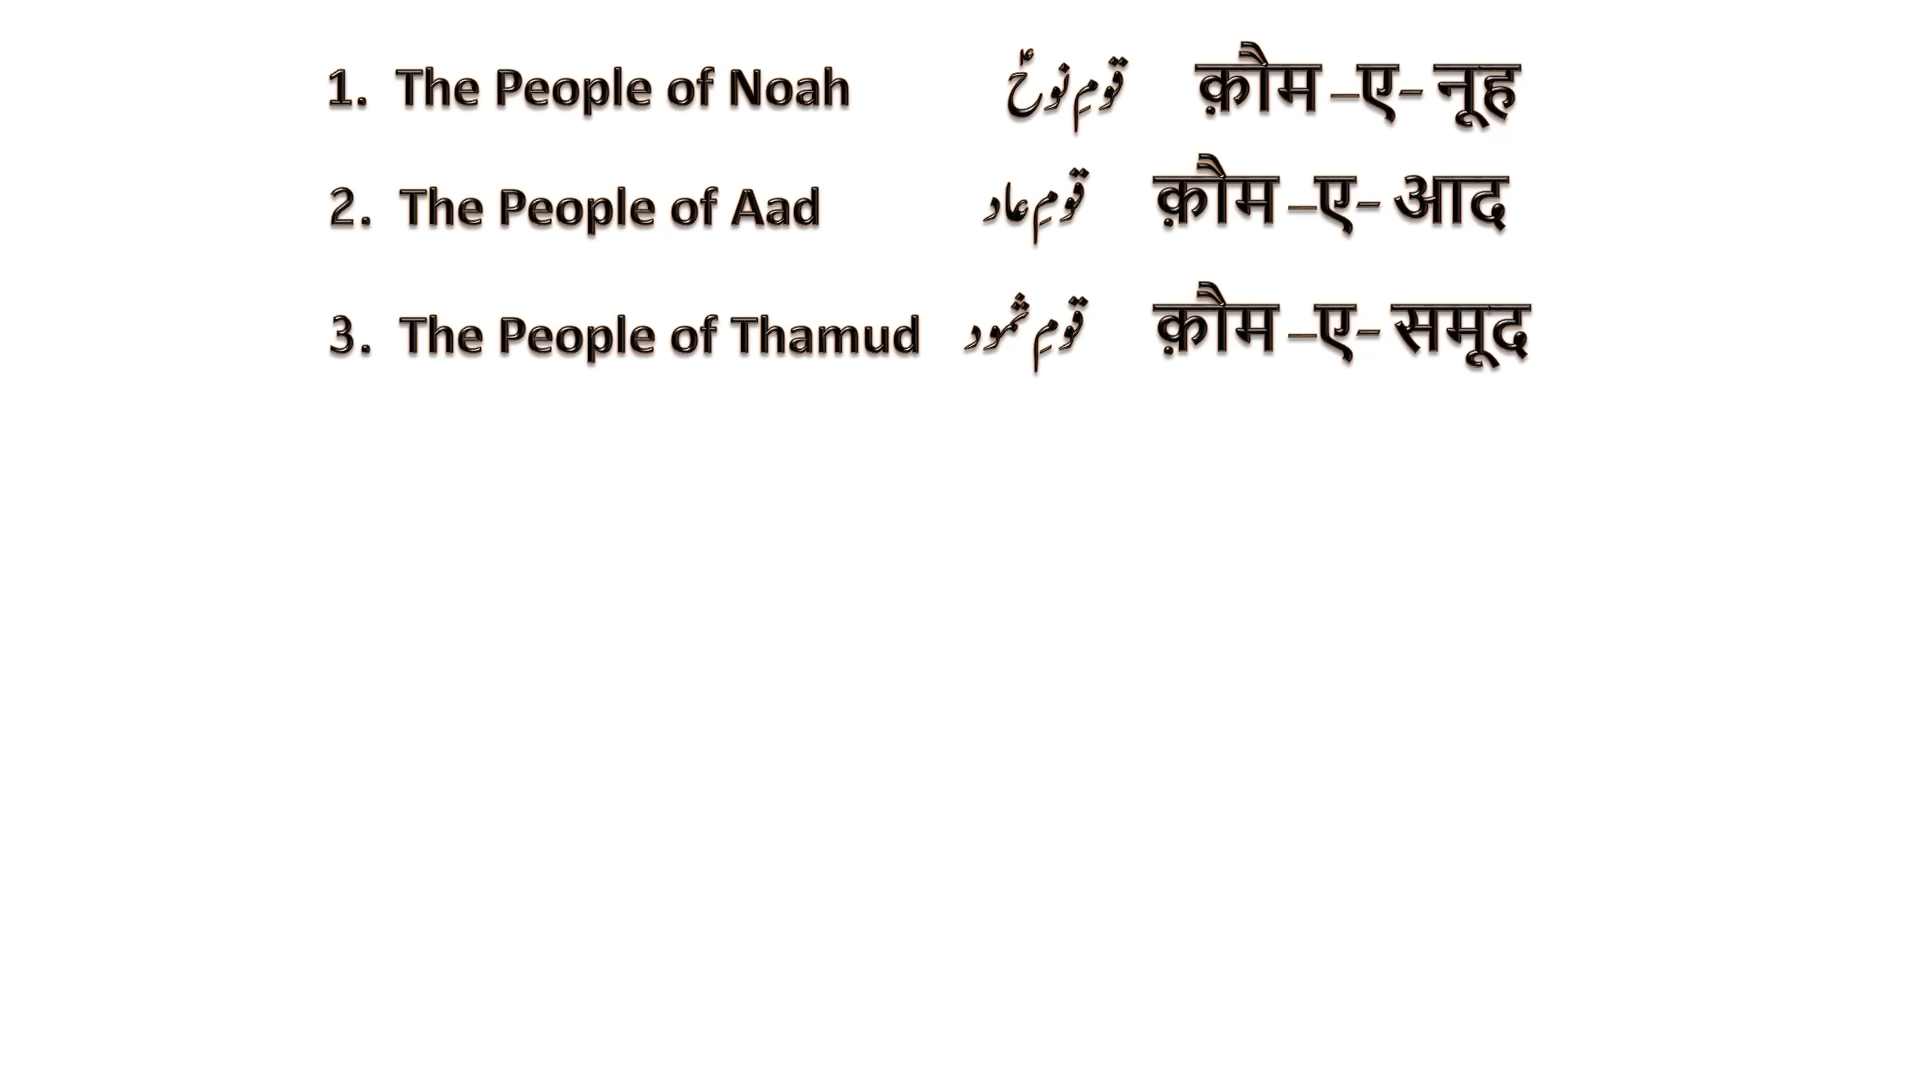 1. The People of Noah قومِ نوحؑ क़ौम –ए- नूह
2. The People of Aad قومِ عاد क़ौम –ए- आद
3. The People of Thamud قومِ ثمود क़ौम –ए- समूद